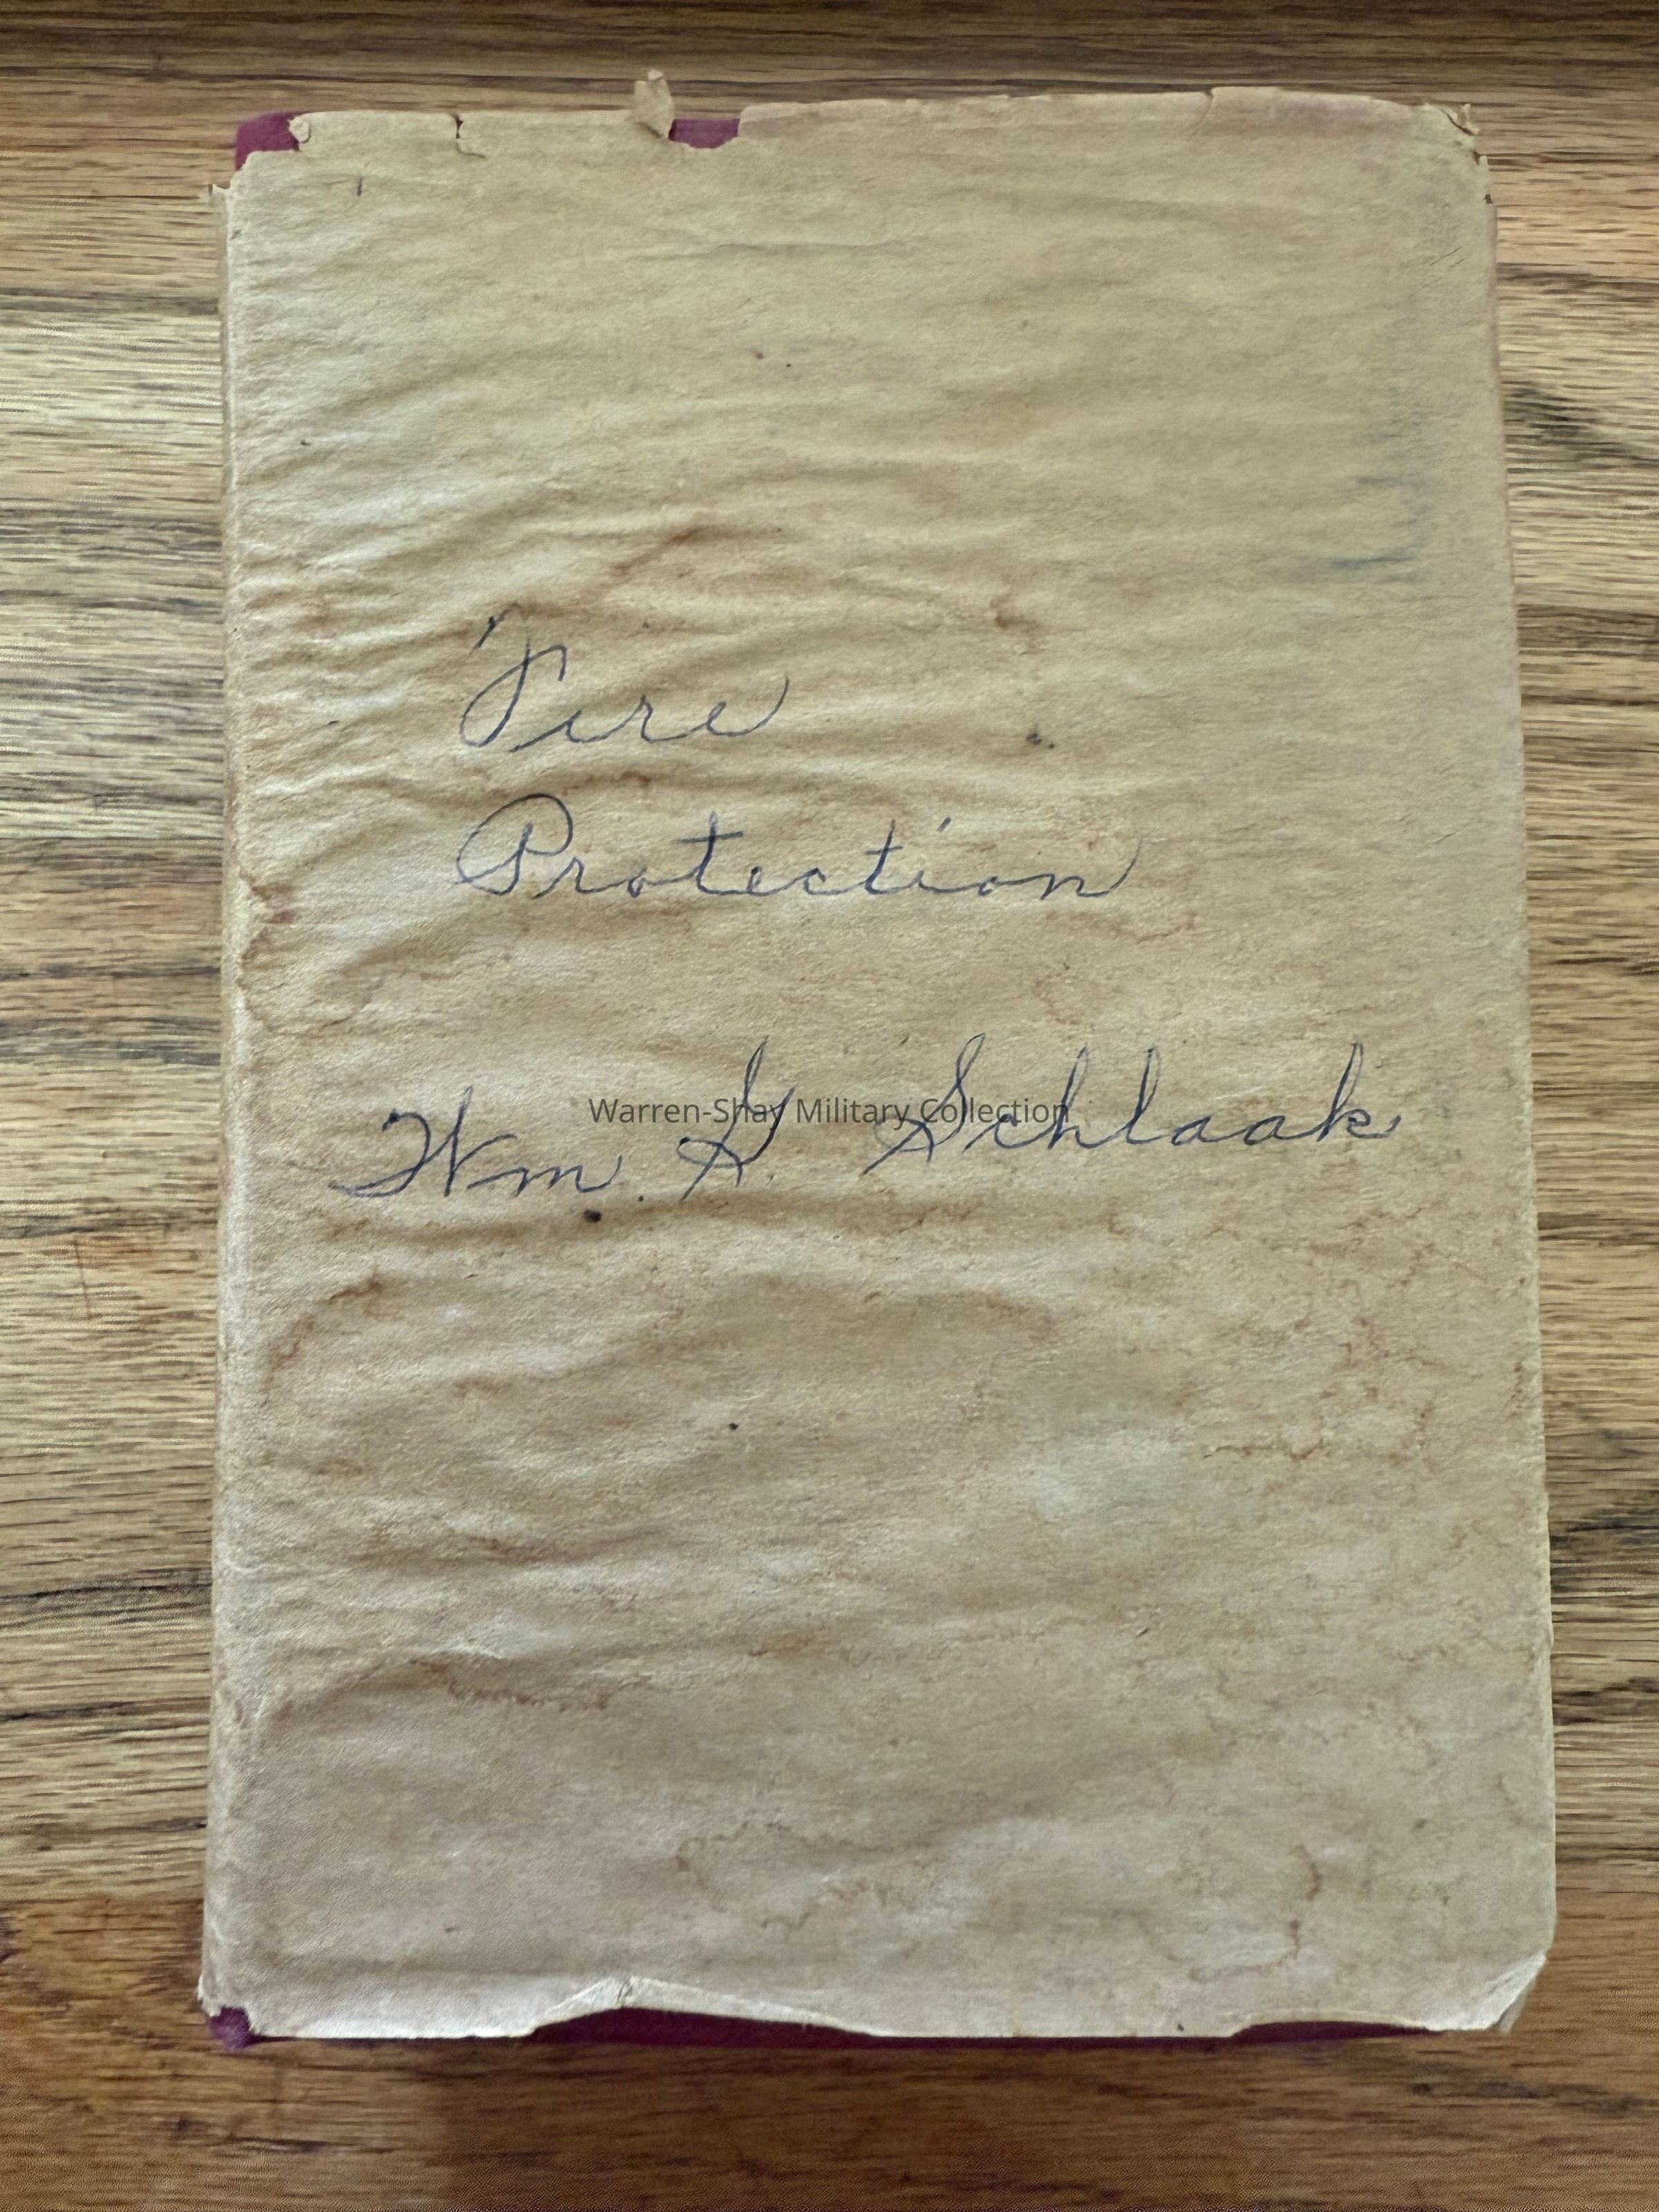 Fire
Protection
Wm. G. Schlaak
Warren-Shay Military Collection